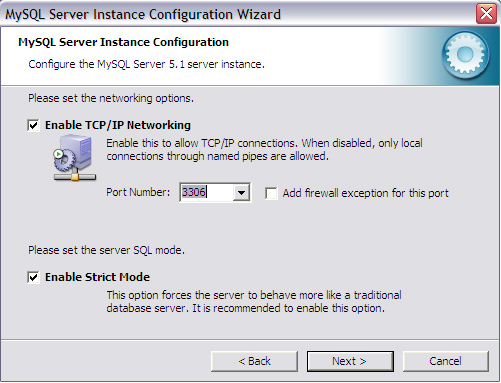 MySQL Server Instance Configuration Wizard
MySQL Server Instance Configuration
Configure the MySQL Server 5.1 server instance.
Please set the networking options.
Enable TCP/IP Networking
Enable this to allow TCP/IP connections. When disabled, only local
connections through named pipes are allowed.
Port Number: 3306 Add firewall exception for this port
Please set the server SQL mode.
Enable Strict Mode
This option forces the server to behave more like a traditional
database server. It is recommended to enable this option.
< Back Next > Cancel